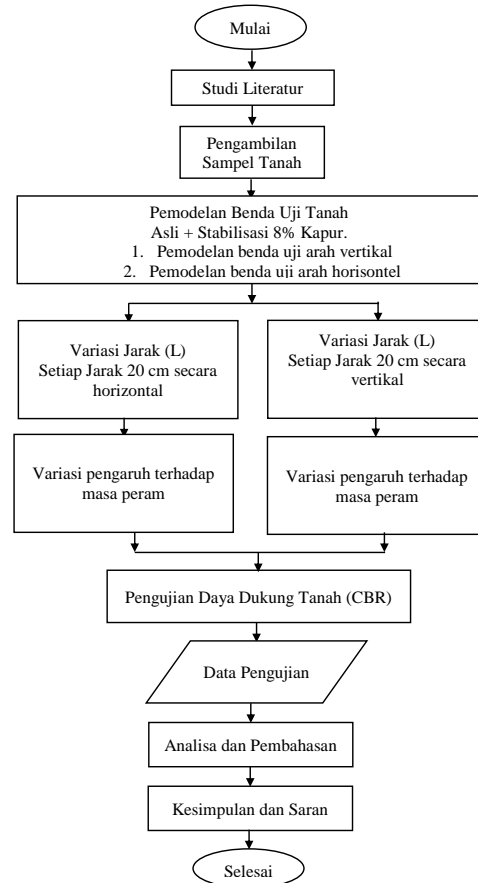 Mulai
Studi Literatur
Pengambilan
Sampel Tanah
Pemodelan Benda Uji Tanah
Asli + Stabilisasi 8% Kapur.
1. Pemodelan benda uji arah vertikal
2. Pemodelan benda uji arah horisontel
Variasi Jarak (L)
Setiap Jarak 20 cm secara
horizontal
Variasi Jarak (L)
Setiap Jarak 20 cm secara
vertikal
Variasi pengaruh terhadap
masa peram
Variasi pengaruh terhadap
masa peram
Pengujian Daya Dukung Tanah (CBR)
Data Pengujian
Analisa dan Pembahasan
Kesimpulan dan Saran
Selesai